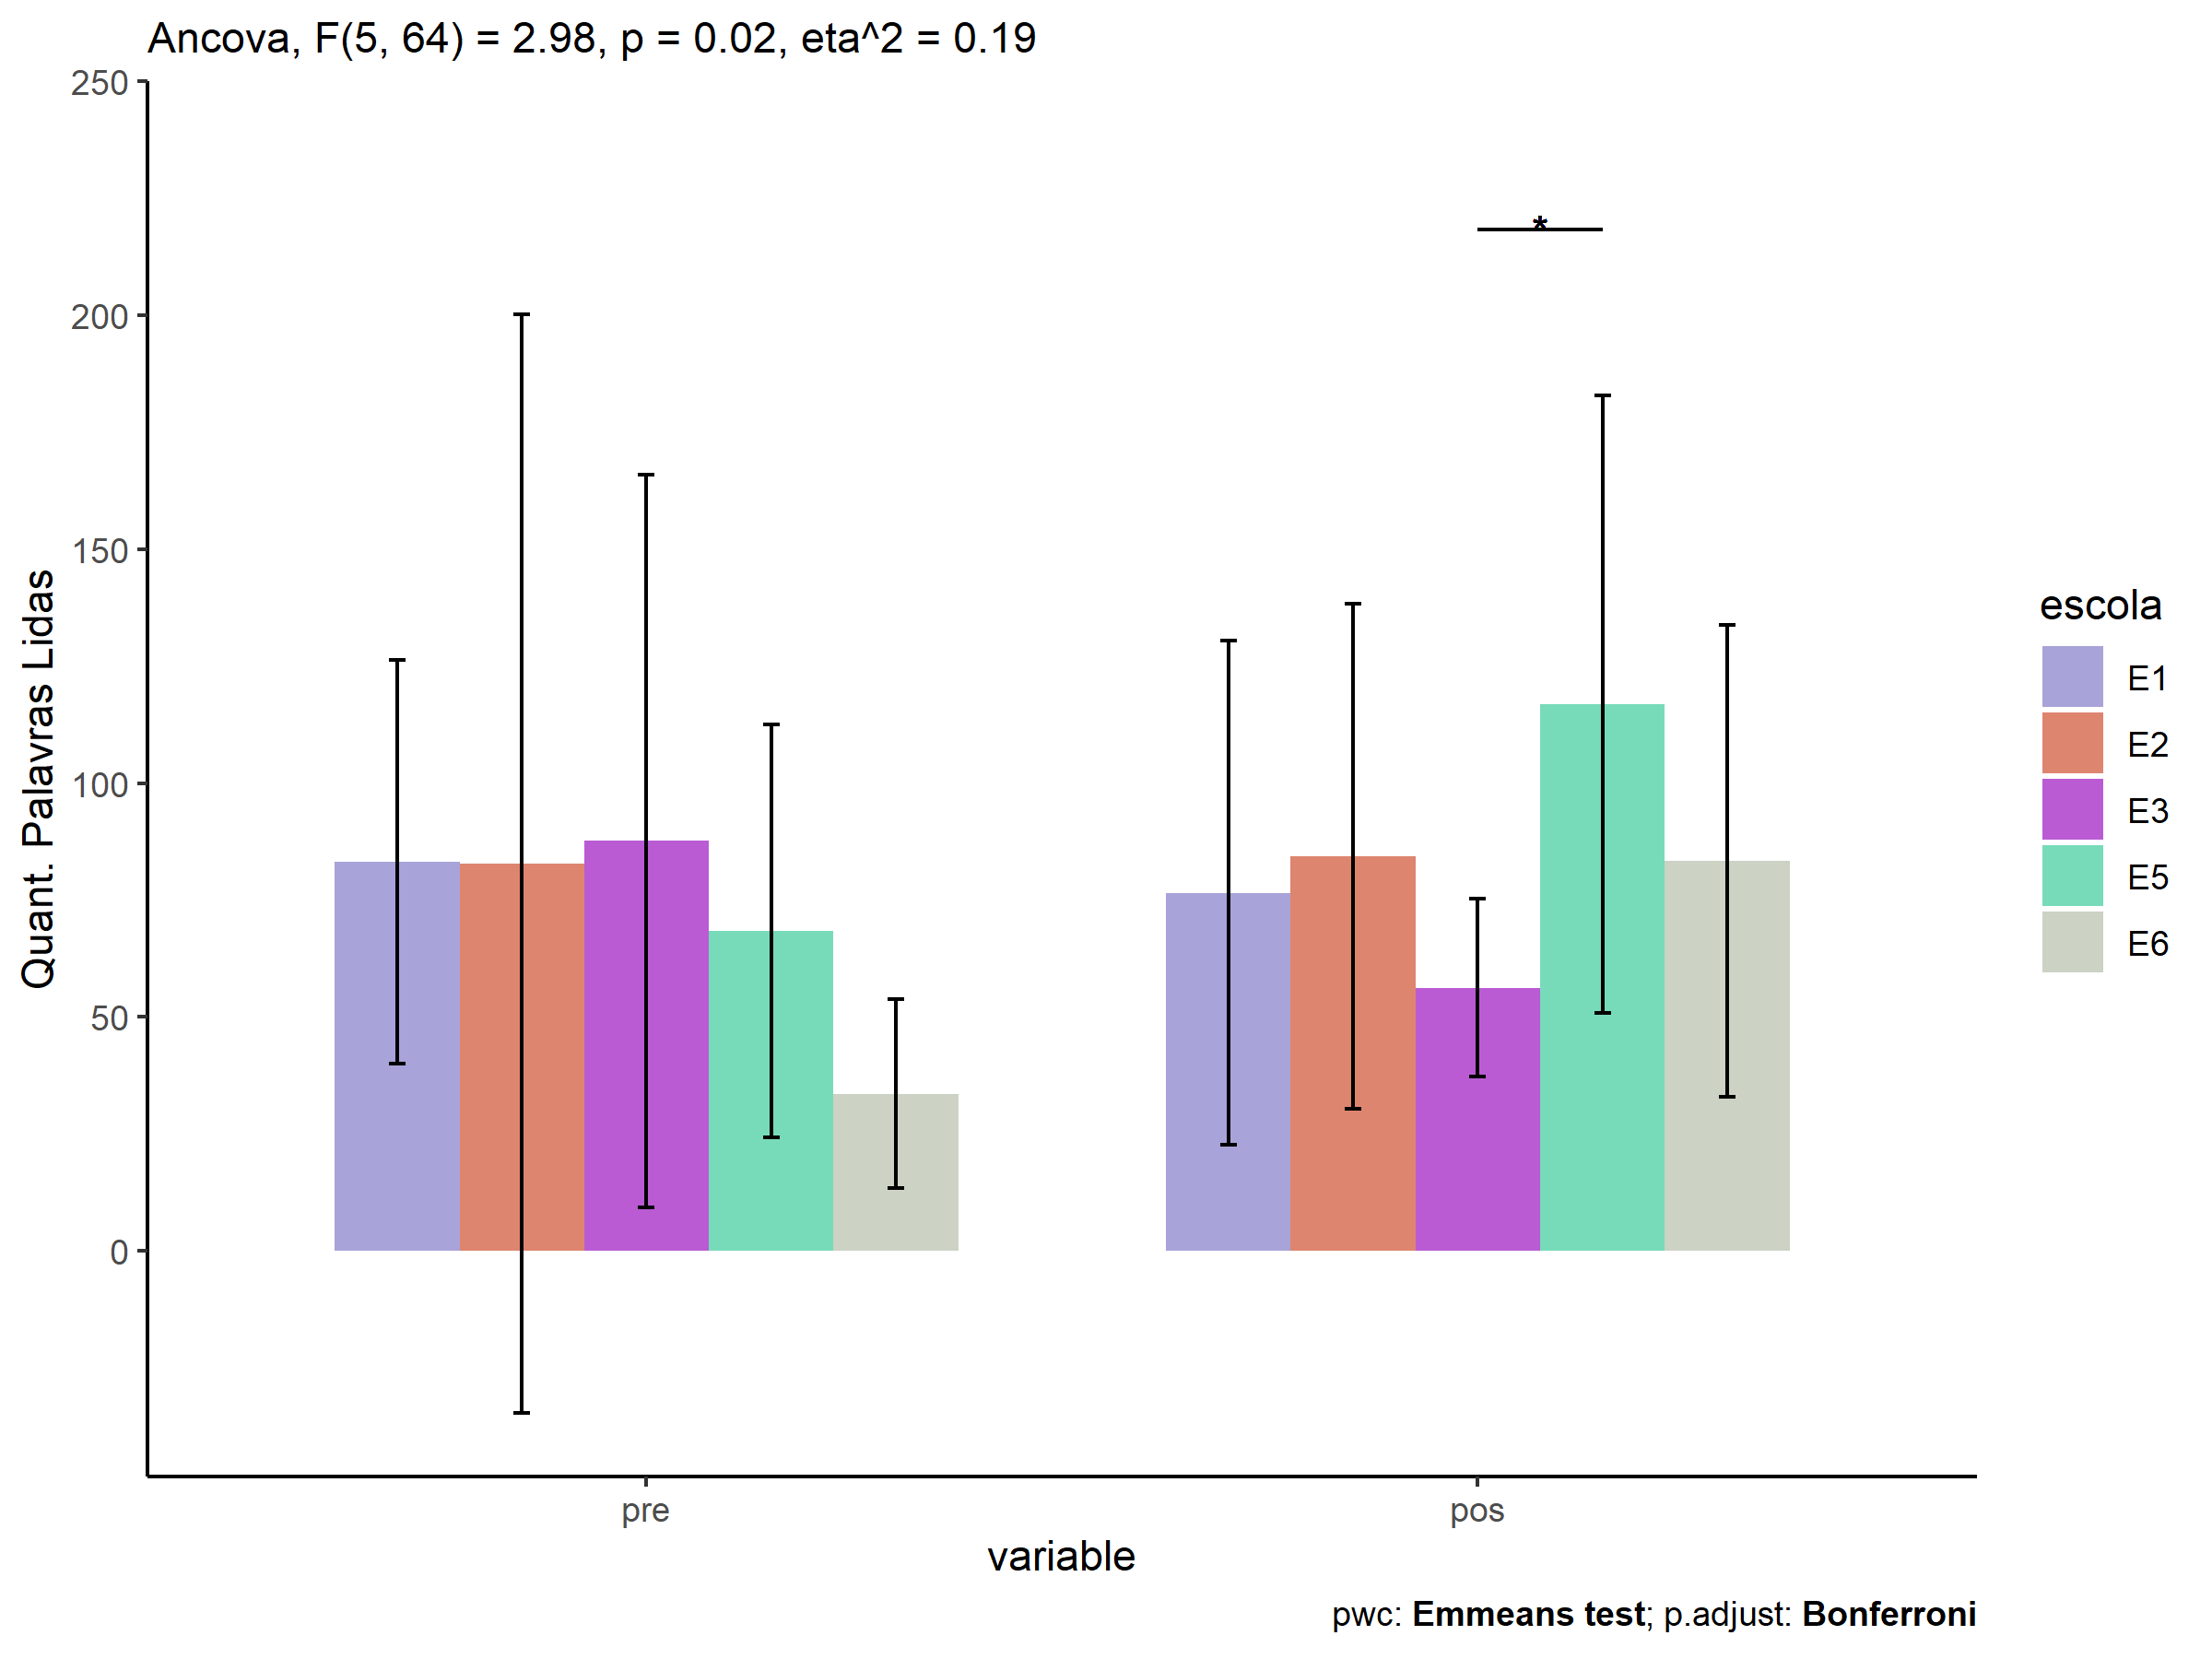 Ancova, F(5, 64) = 2.98, p = 0.02, eta^2 = 0.19
250
200
150
100
50
0
Quant. Palavras Lidas
*
pre
pos
variable
escola
E1
E2
E3
E5
E6
pwc: Emmeans test; p.adjust: Bonferroni